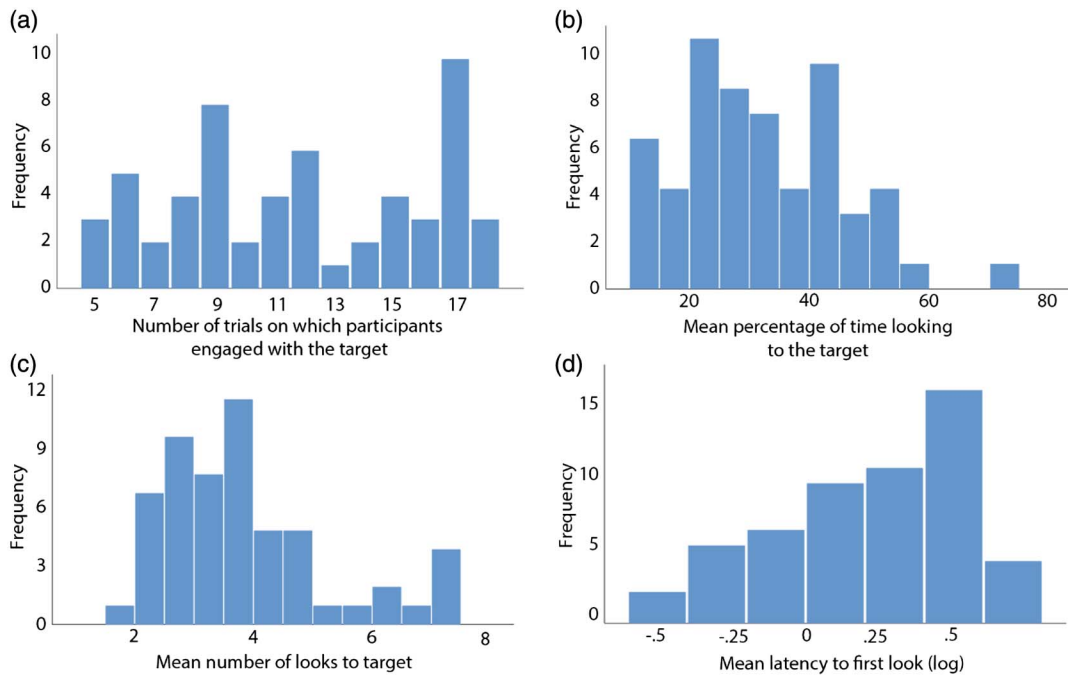 (a)
10
8
6
4
2
0
Frequency
5 7 9 11 13 15 17
Number of trials on which participants
engaged with the target
(b)
10
8
6
4
2
0
Frequency
20 40 60 80
Mean percentage of time looking
to the target
(c)
12
9
6
3
0
Frequency
2 4 6 8
Mean number of looks to target
(d)
15
10
5
0
Frequency
-.5 -.25 0 .25 .5
Mean latency to first look (log)